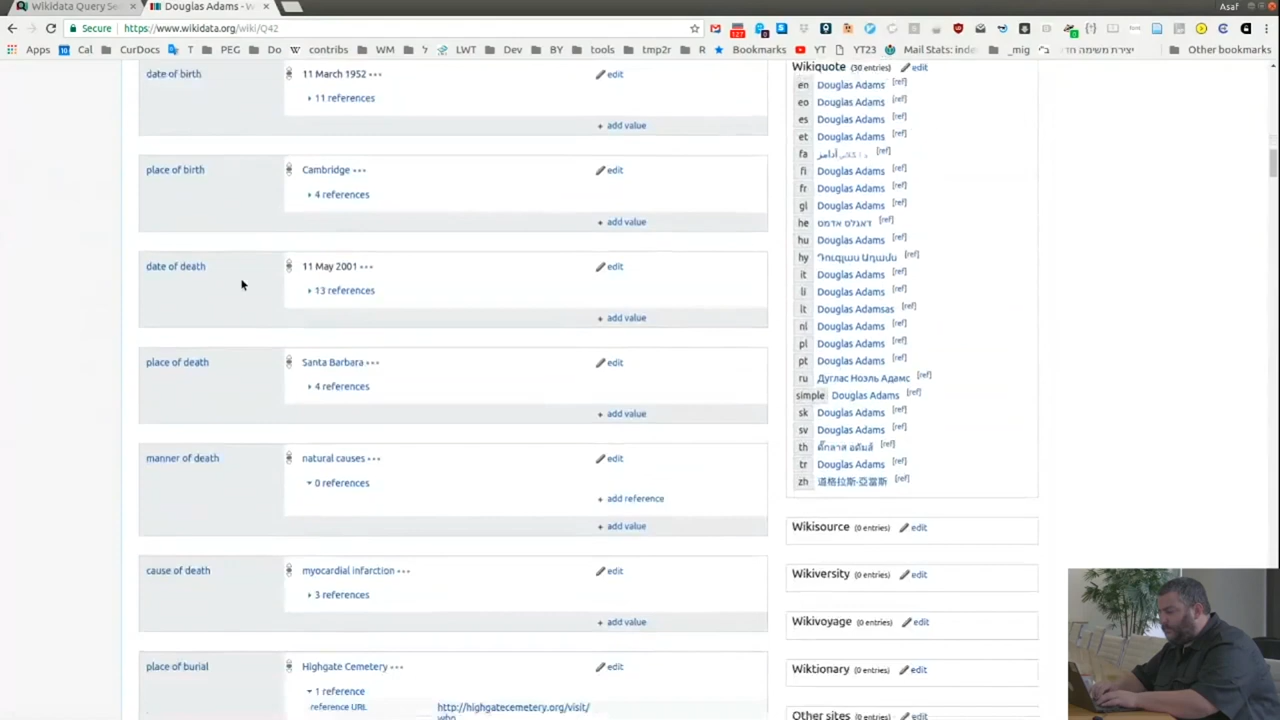 Wikidata Query Se
Douglas Adams - W
Asaf
Secure
https://www.wikidata.org/wiki/Q42
127
Apps
Cal
CurDocs
T
PEG
Do
contribs
WM
ל
LWT
Dev
BY
tools
tmp2r
R
Bookmarks
YT
YT23
Mail Stats: inde
_mig
יצירת משימה חדי
Other bookmarks
date of birth
11 March 1952
edit
11 references
+ add value
place of birth
Cambridge
edit
4 references
+ add value
date of death
11 May 2001
edit
13 references
+ add value
place of death
Santa Barbara
edit
4 references
+ add value
manner of death
natural causes
edit
0 references
+ add reference
+ add value
cause of death
myocardial infarction
edit
3 references
+ add value
place of burial
Highgate Cemetery
edit
1 reference
reference URL
http://highgatecemetery.org/visit/
who
Wikiquote (30 entries) edit
en Douglas Adams [ref]
eo Douglas Adams [ref]
es Douglas Adams [ref]
et Douglas Adams [ref]
fa داگلاس آدامز [ref]
fi Douglas Adams [ref]
fr Douglas Adams [ref]
gl Douglas Adams [ref]
he דאגלס אדמס [ref]
hu Douglas Adams [ref]
hy Դուգլաս Ադամս [ref]
it Douglas Adams [ref]
li Douglas Adams [ref]
lt Douglas Adamsas [ref]
nl Douglas Adams [ref]
pl Douglas Adams [ref]
pt Douglas Adams [ref]
ru Дуглас Ноэль Адамс [ref]
simple Douglas Adams [ref]
sk Douglas Adams [ref]
sv Douglas Adams [ref]
th ดั๊กลาส อดัมส์ [ref]
tr Douglas Adams [ref]
zh 道格拉斯·亞當斯 [ref]
Wikisource (0 entries) edit
Wikiversity (0 entries) edit
Wikivoyage (0 entries) edit
Wiktionary (0 entries) edit
Other sites (0 entries) edit